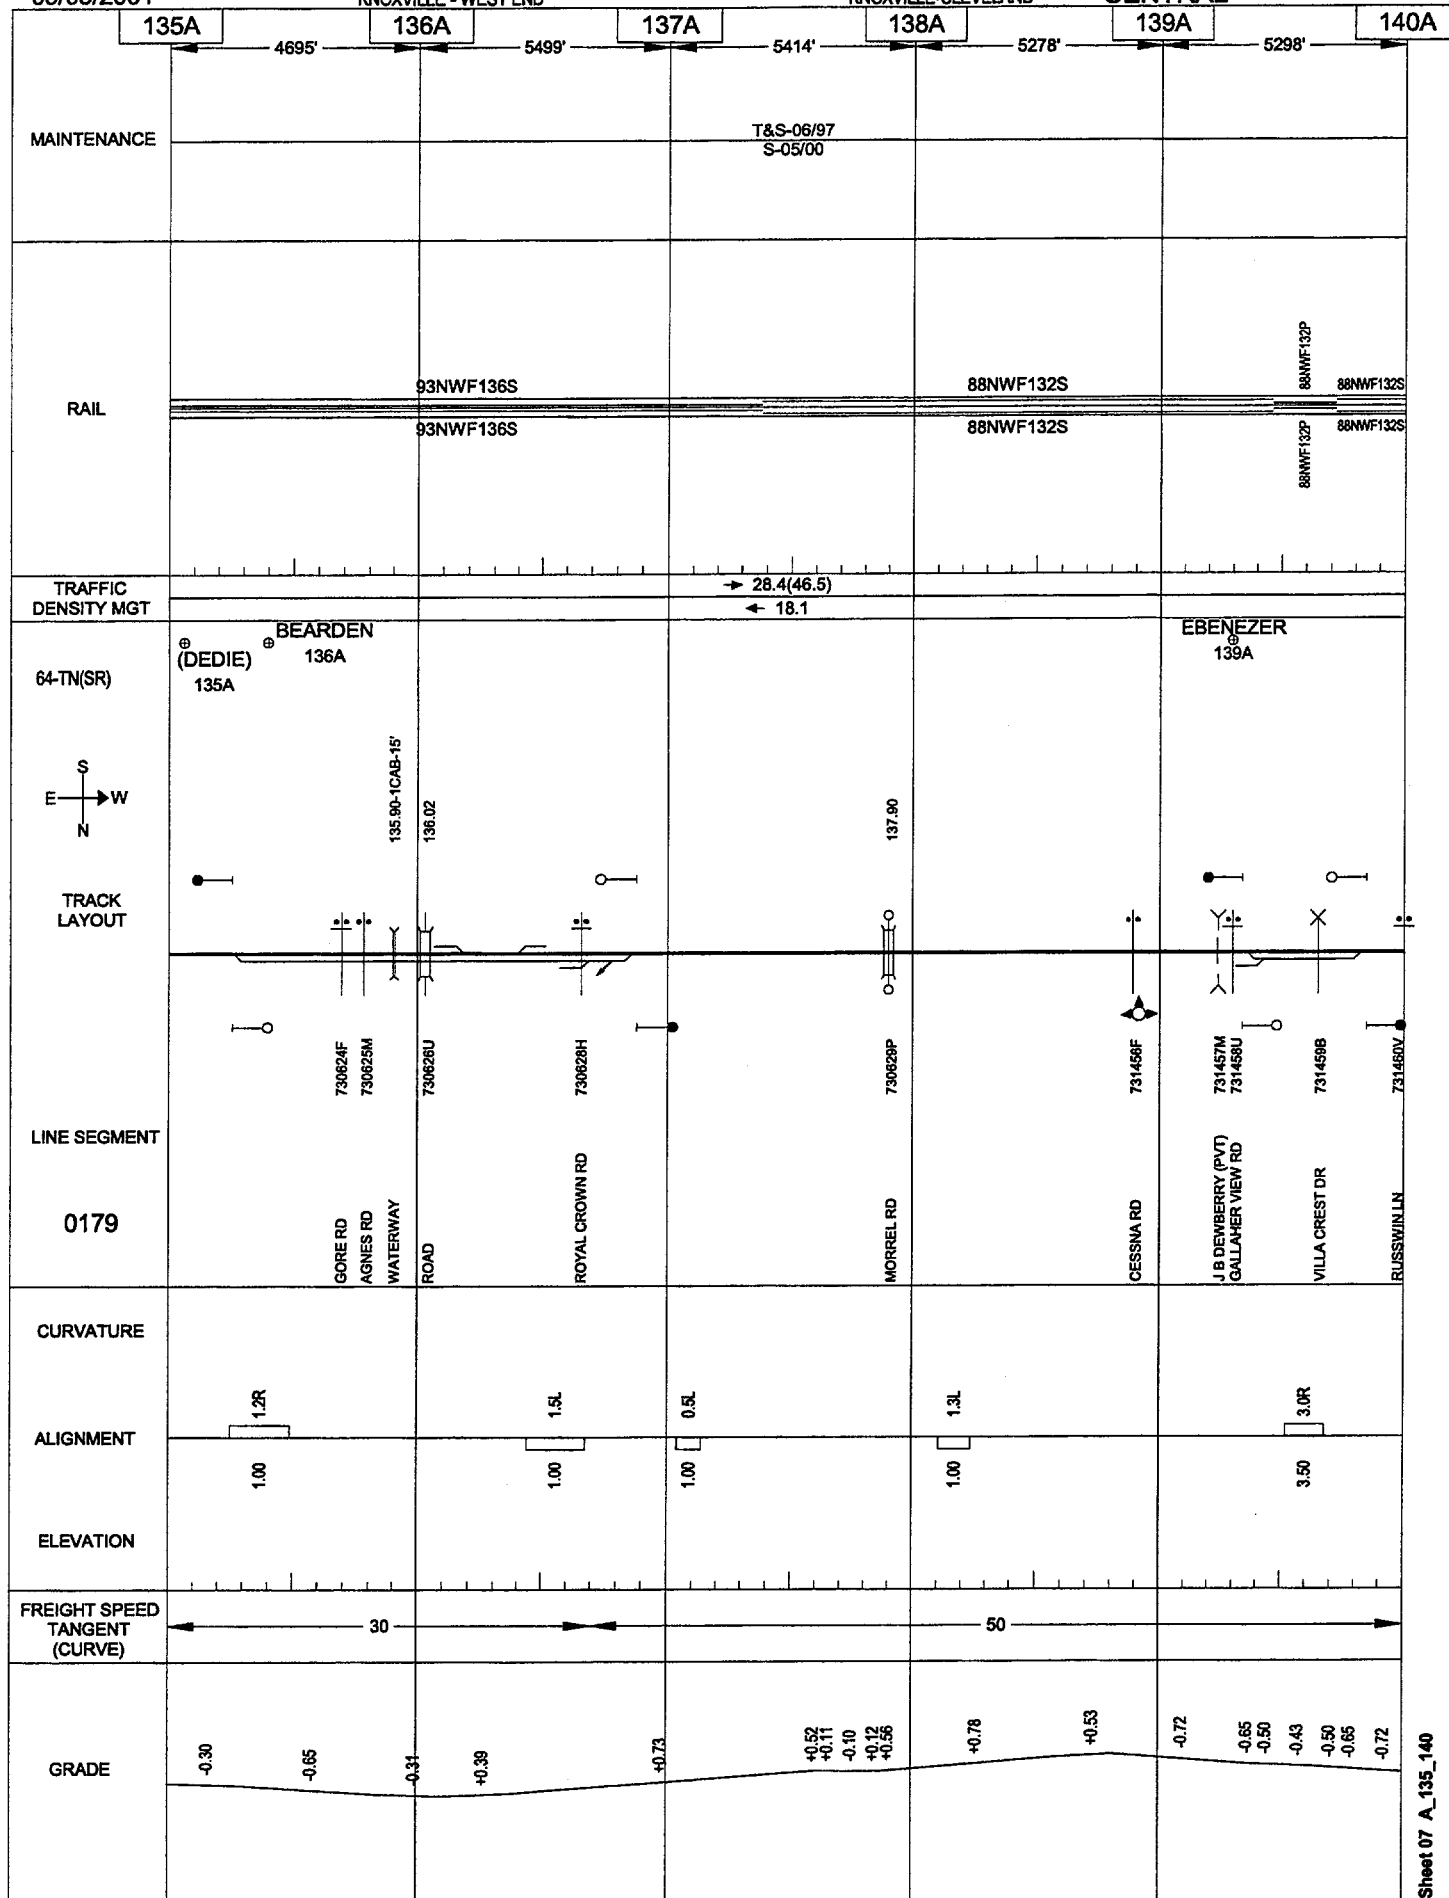 KNOXVILLE - WEST END
KNOXVILLE-CLEVELAND
CENTRAL
135A 136A 137A 138A 139A 140A
4695' 5499' 5414' 5278' 5298'
MAINTENANCE
T&S-06/97
S-05/00
RAIL
93NWF136S 88NWF132S 88NWF132P 88NWF132S
93NWF136S 88NWF132S 88NWF132P 88NWF132S
TRAFFIC
DENSITY MGT
28.4(46.5)
18.1
64-TN(SR)
(DEDIE)
135A
BEARDEN
136A
EBENEZER
139A
S
E W
N
135.90-1CAB-15'
136.02
137.90
TRACK
LAYOUT
730624F
730625M
730626U
730628H
730629P
731456F
731457M
731458U
731459B
731460V
LINE SEGMENT
0179
GORE RD
AGNES RD
WATERWAY
ROAD
ROYAL CROWN RD
MORREL RD
CESSNA RD
J B DEWBERRY (PVT)
GALLAHER VIEW RD
VILLA CREST DR
RUSSWIN LN
CURVATURE
1.2R 1.5L 0.5L 1.3L 3.0R
ALIGNMENT
1.00 1.00 1.00 1.00 3.50
ELEVATION
FREIGHT SPEED
TANGENT
(CURVE)
30 50
GRADE
-0.30 -0.65 -0.31 +0.39 +0.73 +0.52 +0.11 -0.10 +0.12 +0.56 +0.78 +0.53 -0.72 -0.65 -0.50 -0.43 -0.50 -0.65 -0.72
Sheet 07 A_135_140